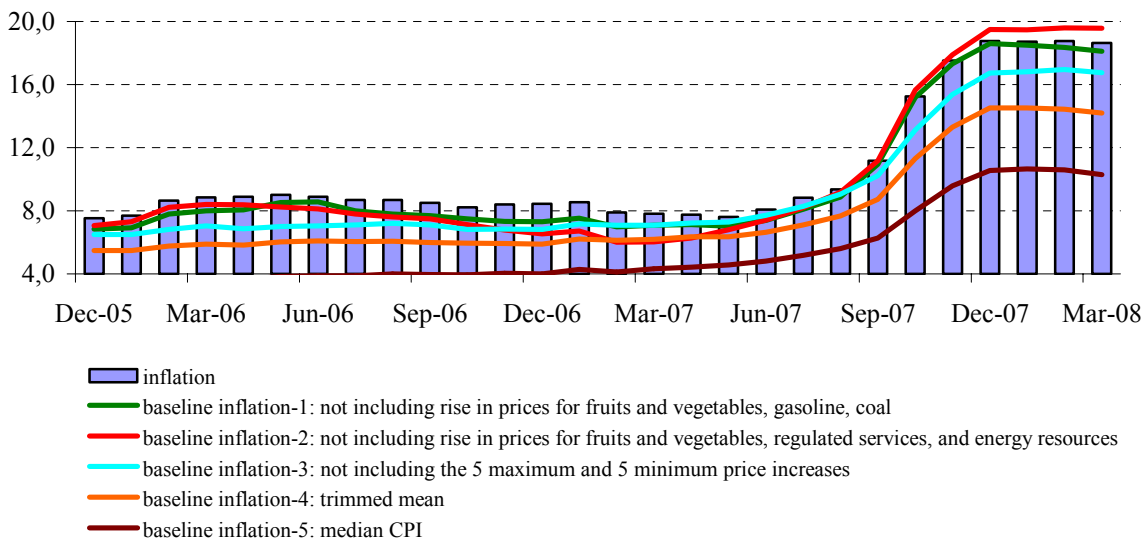 20,0
16,0
12,0
8,0
4,0
Dec-05 Mar-06 Jun-06 Sep-06 Dec-06 Mar-07 Jun-07 Sep-07 Dec-07 Mar-08
inflation
baseline inflation-1: not including rise in prices for fruits and vegetables, gasoline, coal
baseline inflation-2: not including rise in prices for fruits and vegetables, regulated services, and energy resources
baseline inflation-3: not including the 5 maximum and 5 minimum price increases
baseline inflation-4: trimmed mean
baseline inflation-5: median CPI